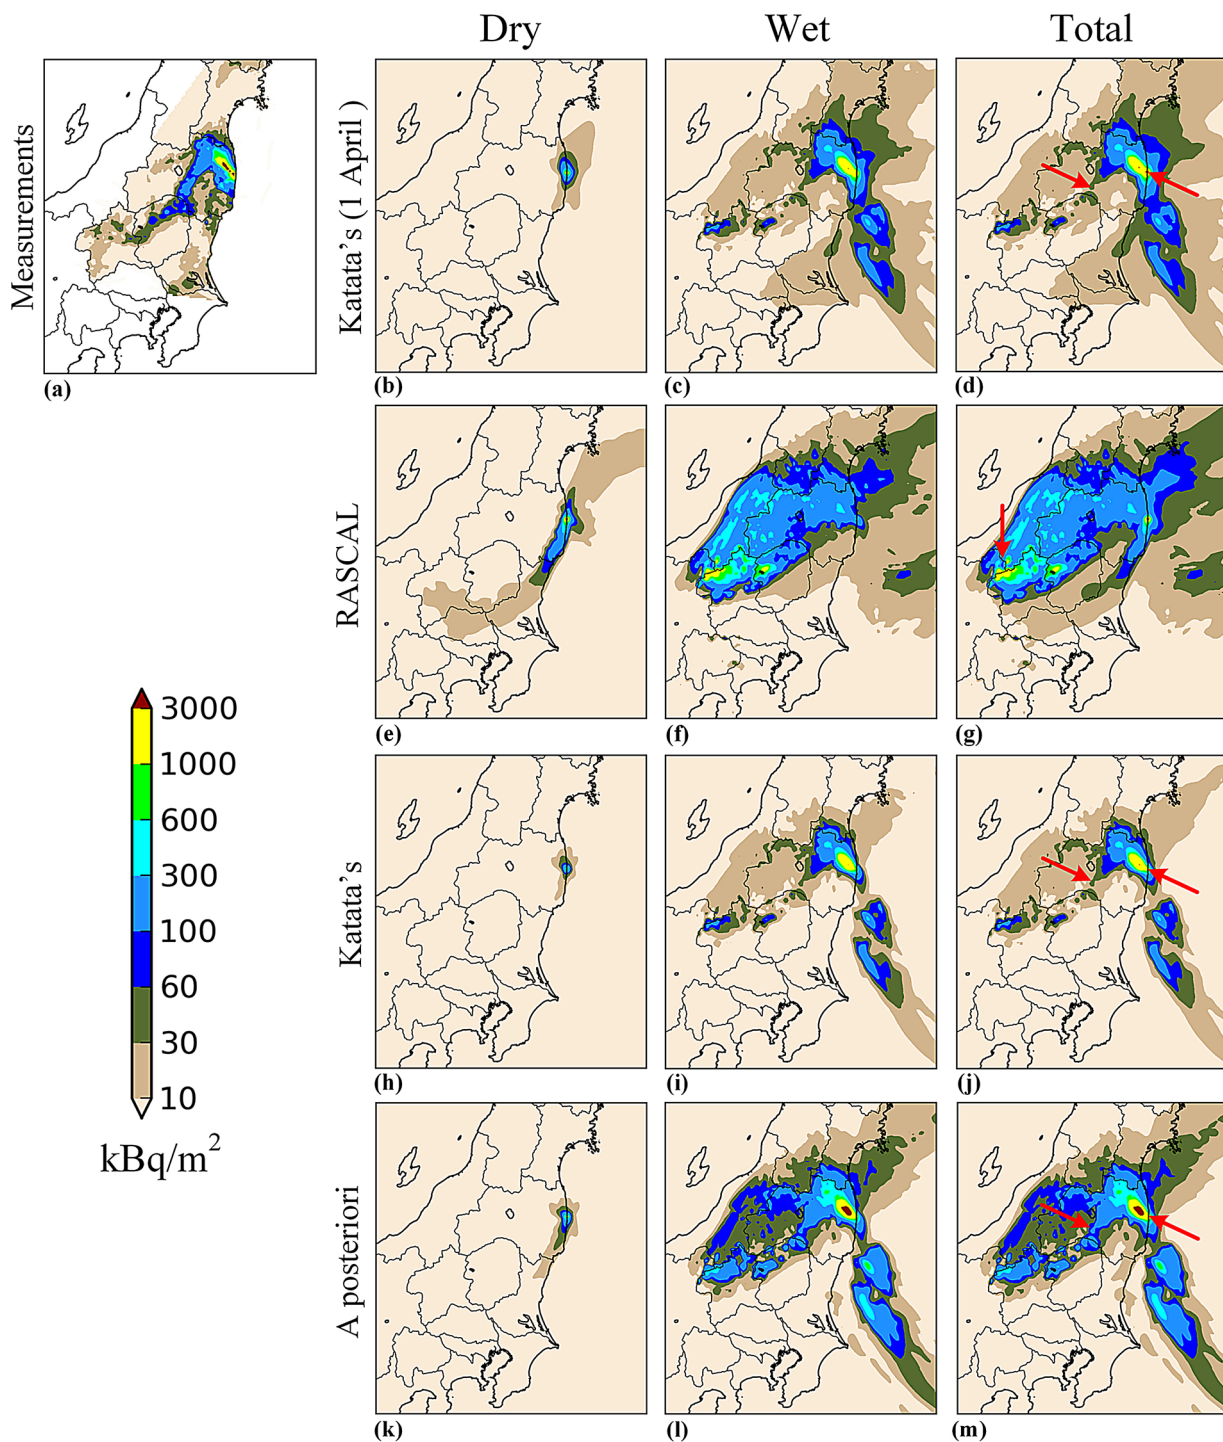 Dry
Wet
Total
Measurements
(a)
Katata's (1 April)
(b)
(c)
(d)
RASCAL
(e)
(f)
(g)
3000
1000
600
300
100
60
30
10
kBq/m²
Katata's
(h)
(i)
(j)
A posteriori
(k)
(l)
(m)